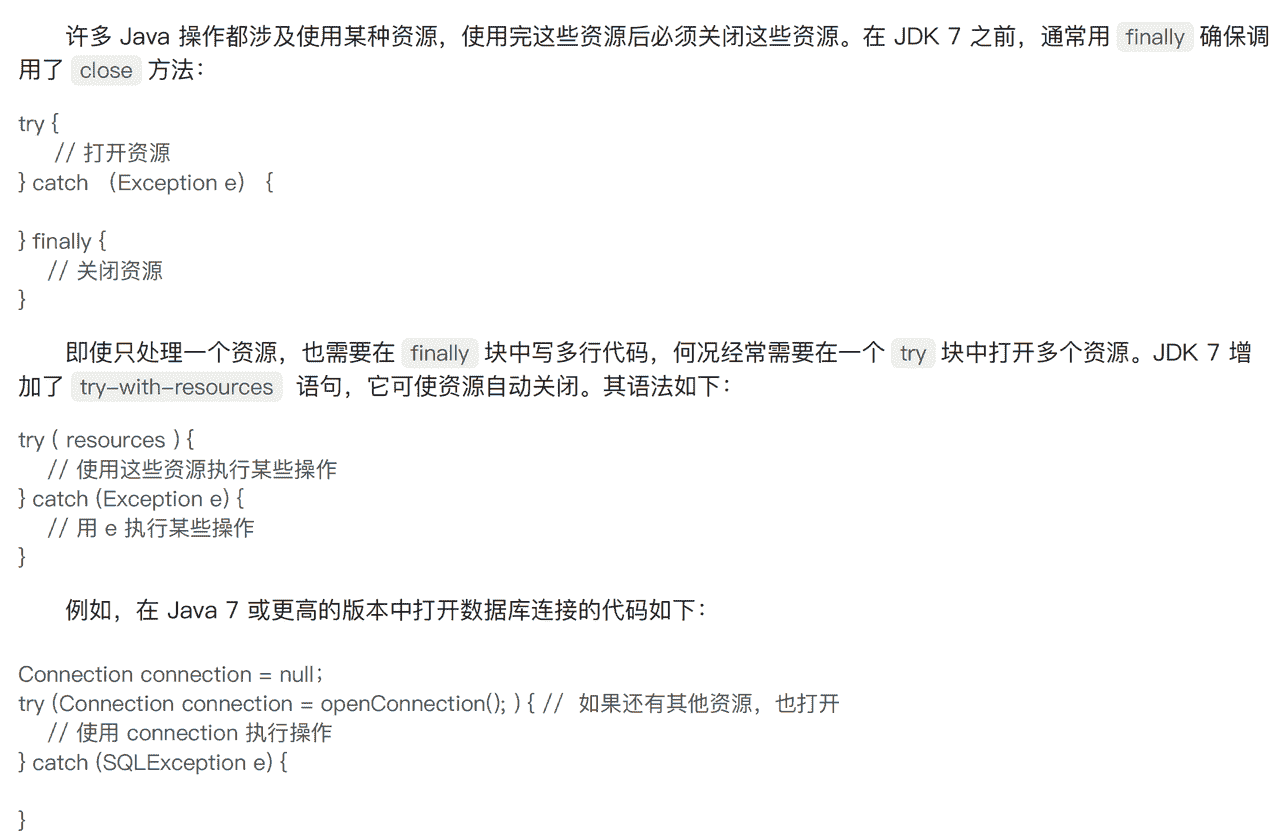 许多 Java 操作都涉及使用某种资源，使用完这些资源后必须关闭这些资源。在 JDK 7 之前，通常用 finally 确保调
用了 close 方法：
try {
// 打开资源
} catch （Exception e） {
} finally {
// 关闭资源
}
即使只处理一个资源，也需要在 finally 块中写多行代码，何况经常需要在一个 try 块中打开多个资源。JDK 7 增
加了 try-with-resources 语句，它可使资源自动关闭。其语法如下：
try ( resources ) {
// 使用这些资源执行某些操作
} catch (Exception e) {
// 用 e 执行某些操作
}
例如，在 Java 7 或更高的版本中打开数据库连接的代码如下：
Connection connection = null；
try (Connection connection = openConnection(); ) { // 如果还有其他资源，也打开
// 使用 connection 执行操作
} catch (SQLException e) {
}